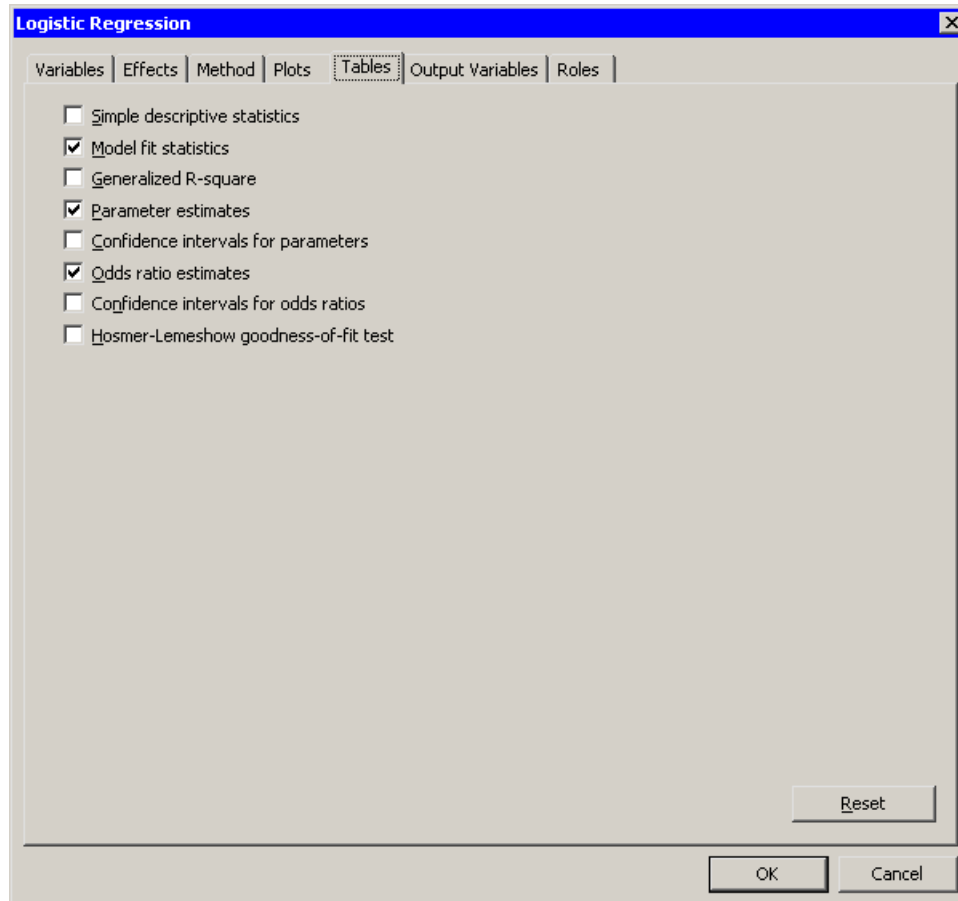 Logistic Regression
Variables Effects Method Plots Tables Output Variables Roles
Simple descriptive statistics
Model fit statistics
Generalized R-square
Parameter estimates
Confidence intervals for parameters
Odds ratio estimates
Confidence intervals for odds ratios
Hosmer-Lemeshow goodness-of-fit test
Reset
OK Cancel